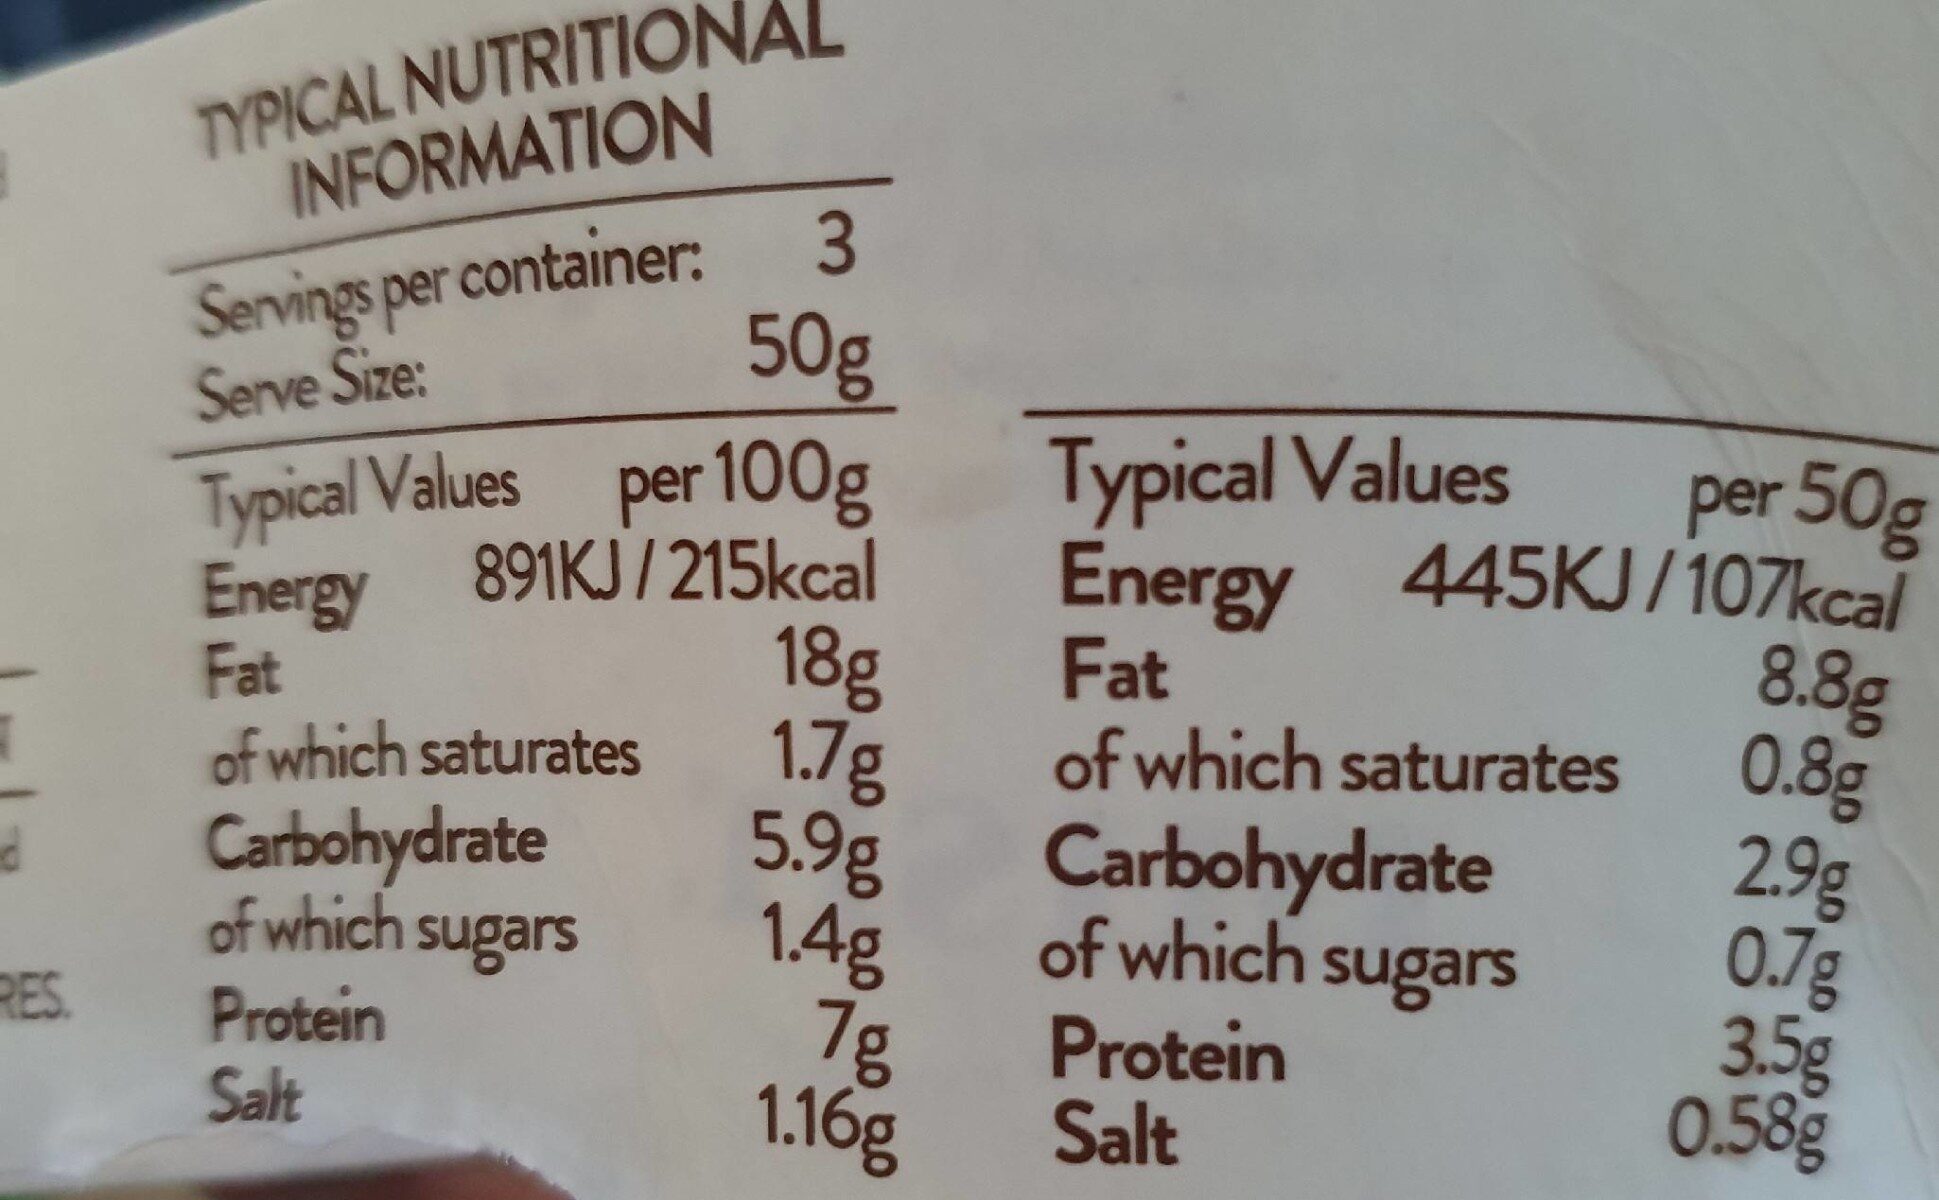 TYPICAL NUTRITIONAL
INFORMATION
Servings per container: 3
Serve Size: 50g
Typical Values per 100g
Energy 891KJ / 215kcal
Fat 18g
of which saturates 1.7g
Carbohydrate 5.9g
of which sugars 1.4g
Protein 7g
Salt 1.16g
Typical Values per 50g
Energy 445KJ / 107kcal
Fat 8.8g
of which saturates 0.8g
Carbohydrate 2.9g
of which sugars 0.7g
Protein 3.5g
Salt 0.58g
RES.